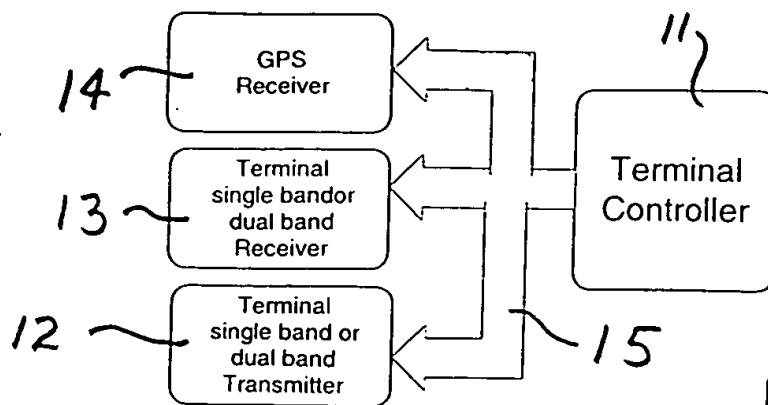 14
GPS
Receiver
11
Terminal
Controller
13
Terminal
single bandor
dual band
Receiver
12
Terminal
single band or
dual band
Transmitter
15